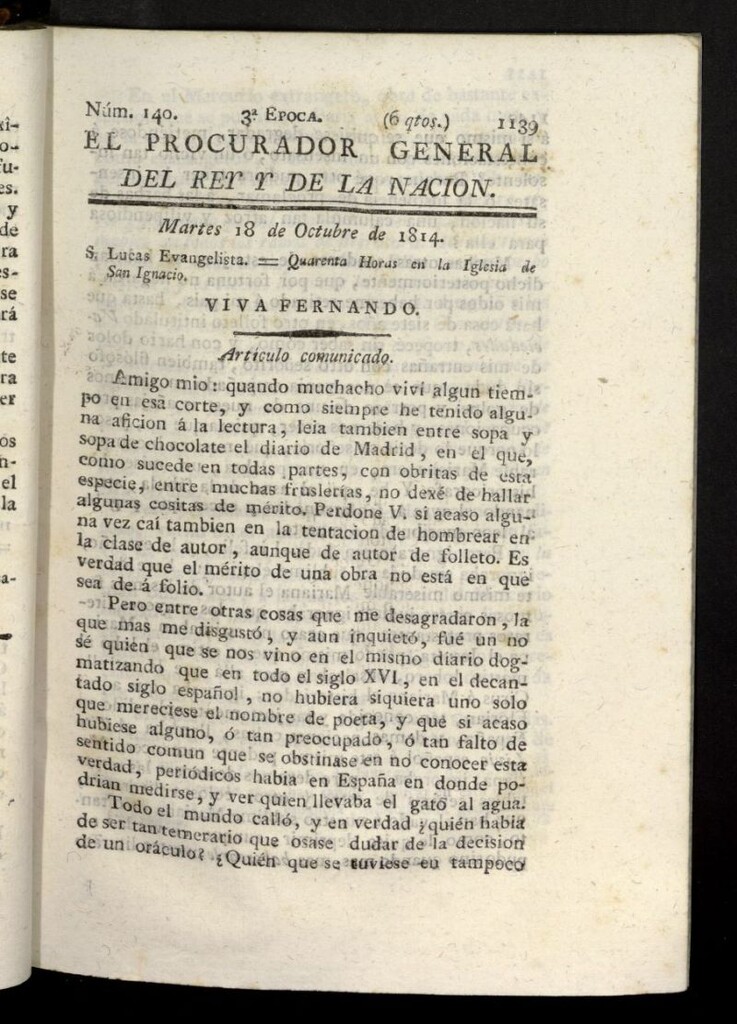 Núm. 140. 3ª EPOCA. (6 qtos.) 1139
EL PROCURADOR GENERAL
DEL REY Y DE LA NACION.
Martes 18 de Octubre de 1814.
S. Lucas Evangelista. = Quarenta Horas en la Iglesia de
San Ignacio.
VIVA FERNANDO.
Artículo comunicado.
Amigo mio: quando muchacho viví algun tiem-
po en esa corte, y como siempre he tenido algu-
na aficion á la lectura, leia tambien entre sopa y
sopa de chocolate el diario de Madrid, en el que,
como sucede en todas partes, con obritas de esta
especie, entre muchas fruslerias, no dexé de hallar
algunas cositas de mérito. Perdone V. si acaso algu-
na vez caí tambien en la tentacion de hombrear en
la clase de autor, aunque de autor de folleto. Es
verdad que el mérito de una obra no está en que
sea de á folio.
Pero entre otras cosas que me desagradaron, la
que mas me disgustó, y aun inquietó, fué un no
sé quien que se nos vino en el mismo diario dog-
matizando que en todo el siglo XVI, en el decan-
tado siglo español, no hubiera siquiera uno solo
que mereciese el nombre de poeta, y que si acaso
hubiese alguno, ó tan preocupado, ó tan falto de
sentido comun que se obstinase en no conocer esta
verdad, periódicos habia en España en donde po-
drian medirse, y ver quien llevaba el gato al agua.
Todo el mundo calló, y en verdad ¿quién habia
de ser tan temerario que osase dudar de la decision
de un oráculo? ¿Quién que se tuviese en tampoco